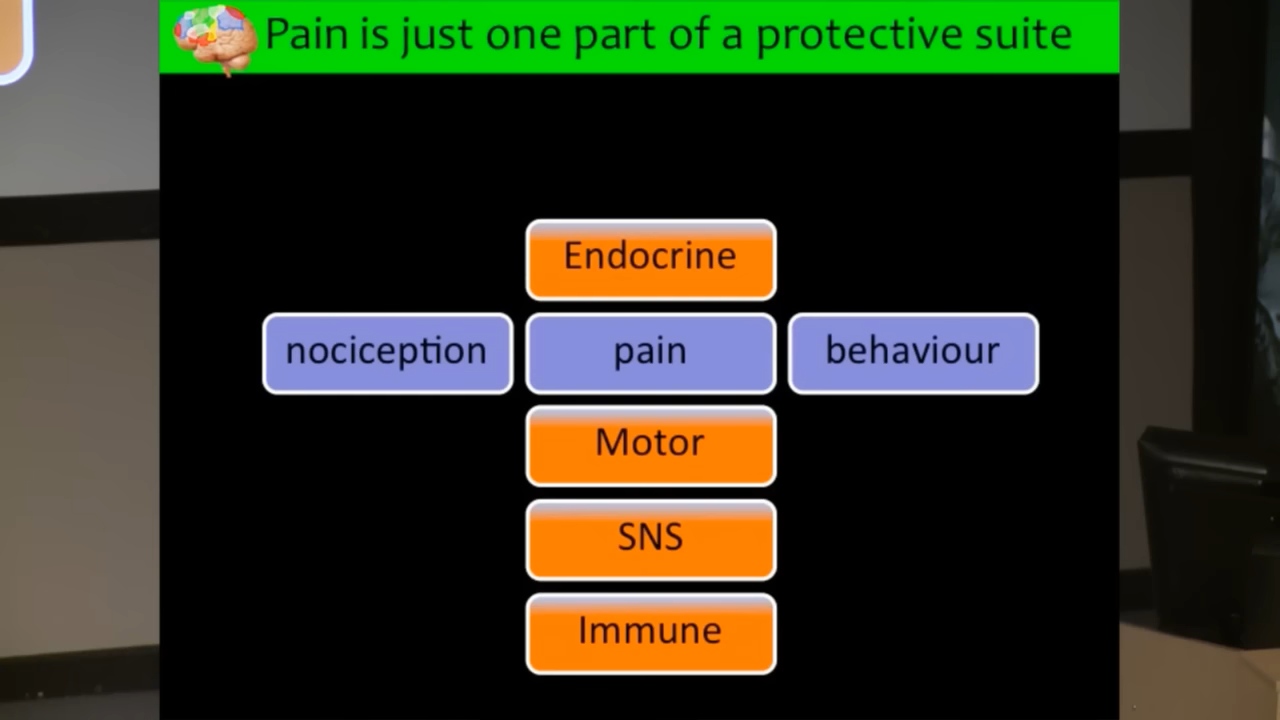 Pain is just one part of a protective suite
Endocrine
nociception pain behaviour
Motor
SNS
Immune